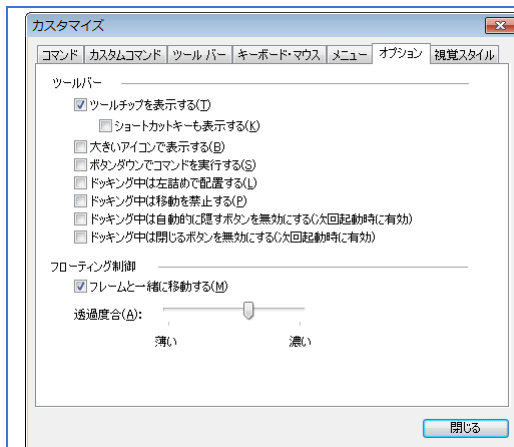 カスタマイズ
コマンド カスタムコマンド ツール バー キーボード・マウス メニュー オプション 視覚スタイル
ツールバー
ツールチップを表示する(T)
ショートカットキーも表示する(K)
大きいアイコンで表示する(B)
ボタンダウンでコマンドを実行する(S)
ドッキング中は左詰めで配置する(L)
ドッキング中は移動を禁止する(P)
ドッキング中は自動的に隠すボタンを無効にする(次回起動時に有効)
ドッキング中は閉じるボタンを無効にする(次回起動時に有効)
フローティング制御
フレームと一緒に移動する(M)
透過度合(A):
薄い 濃い
閉じる